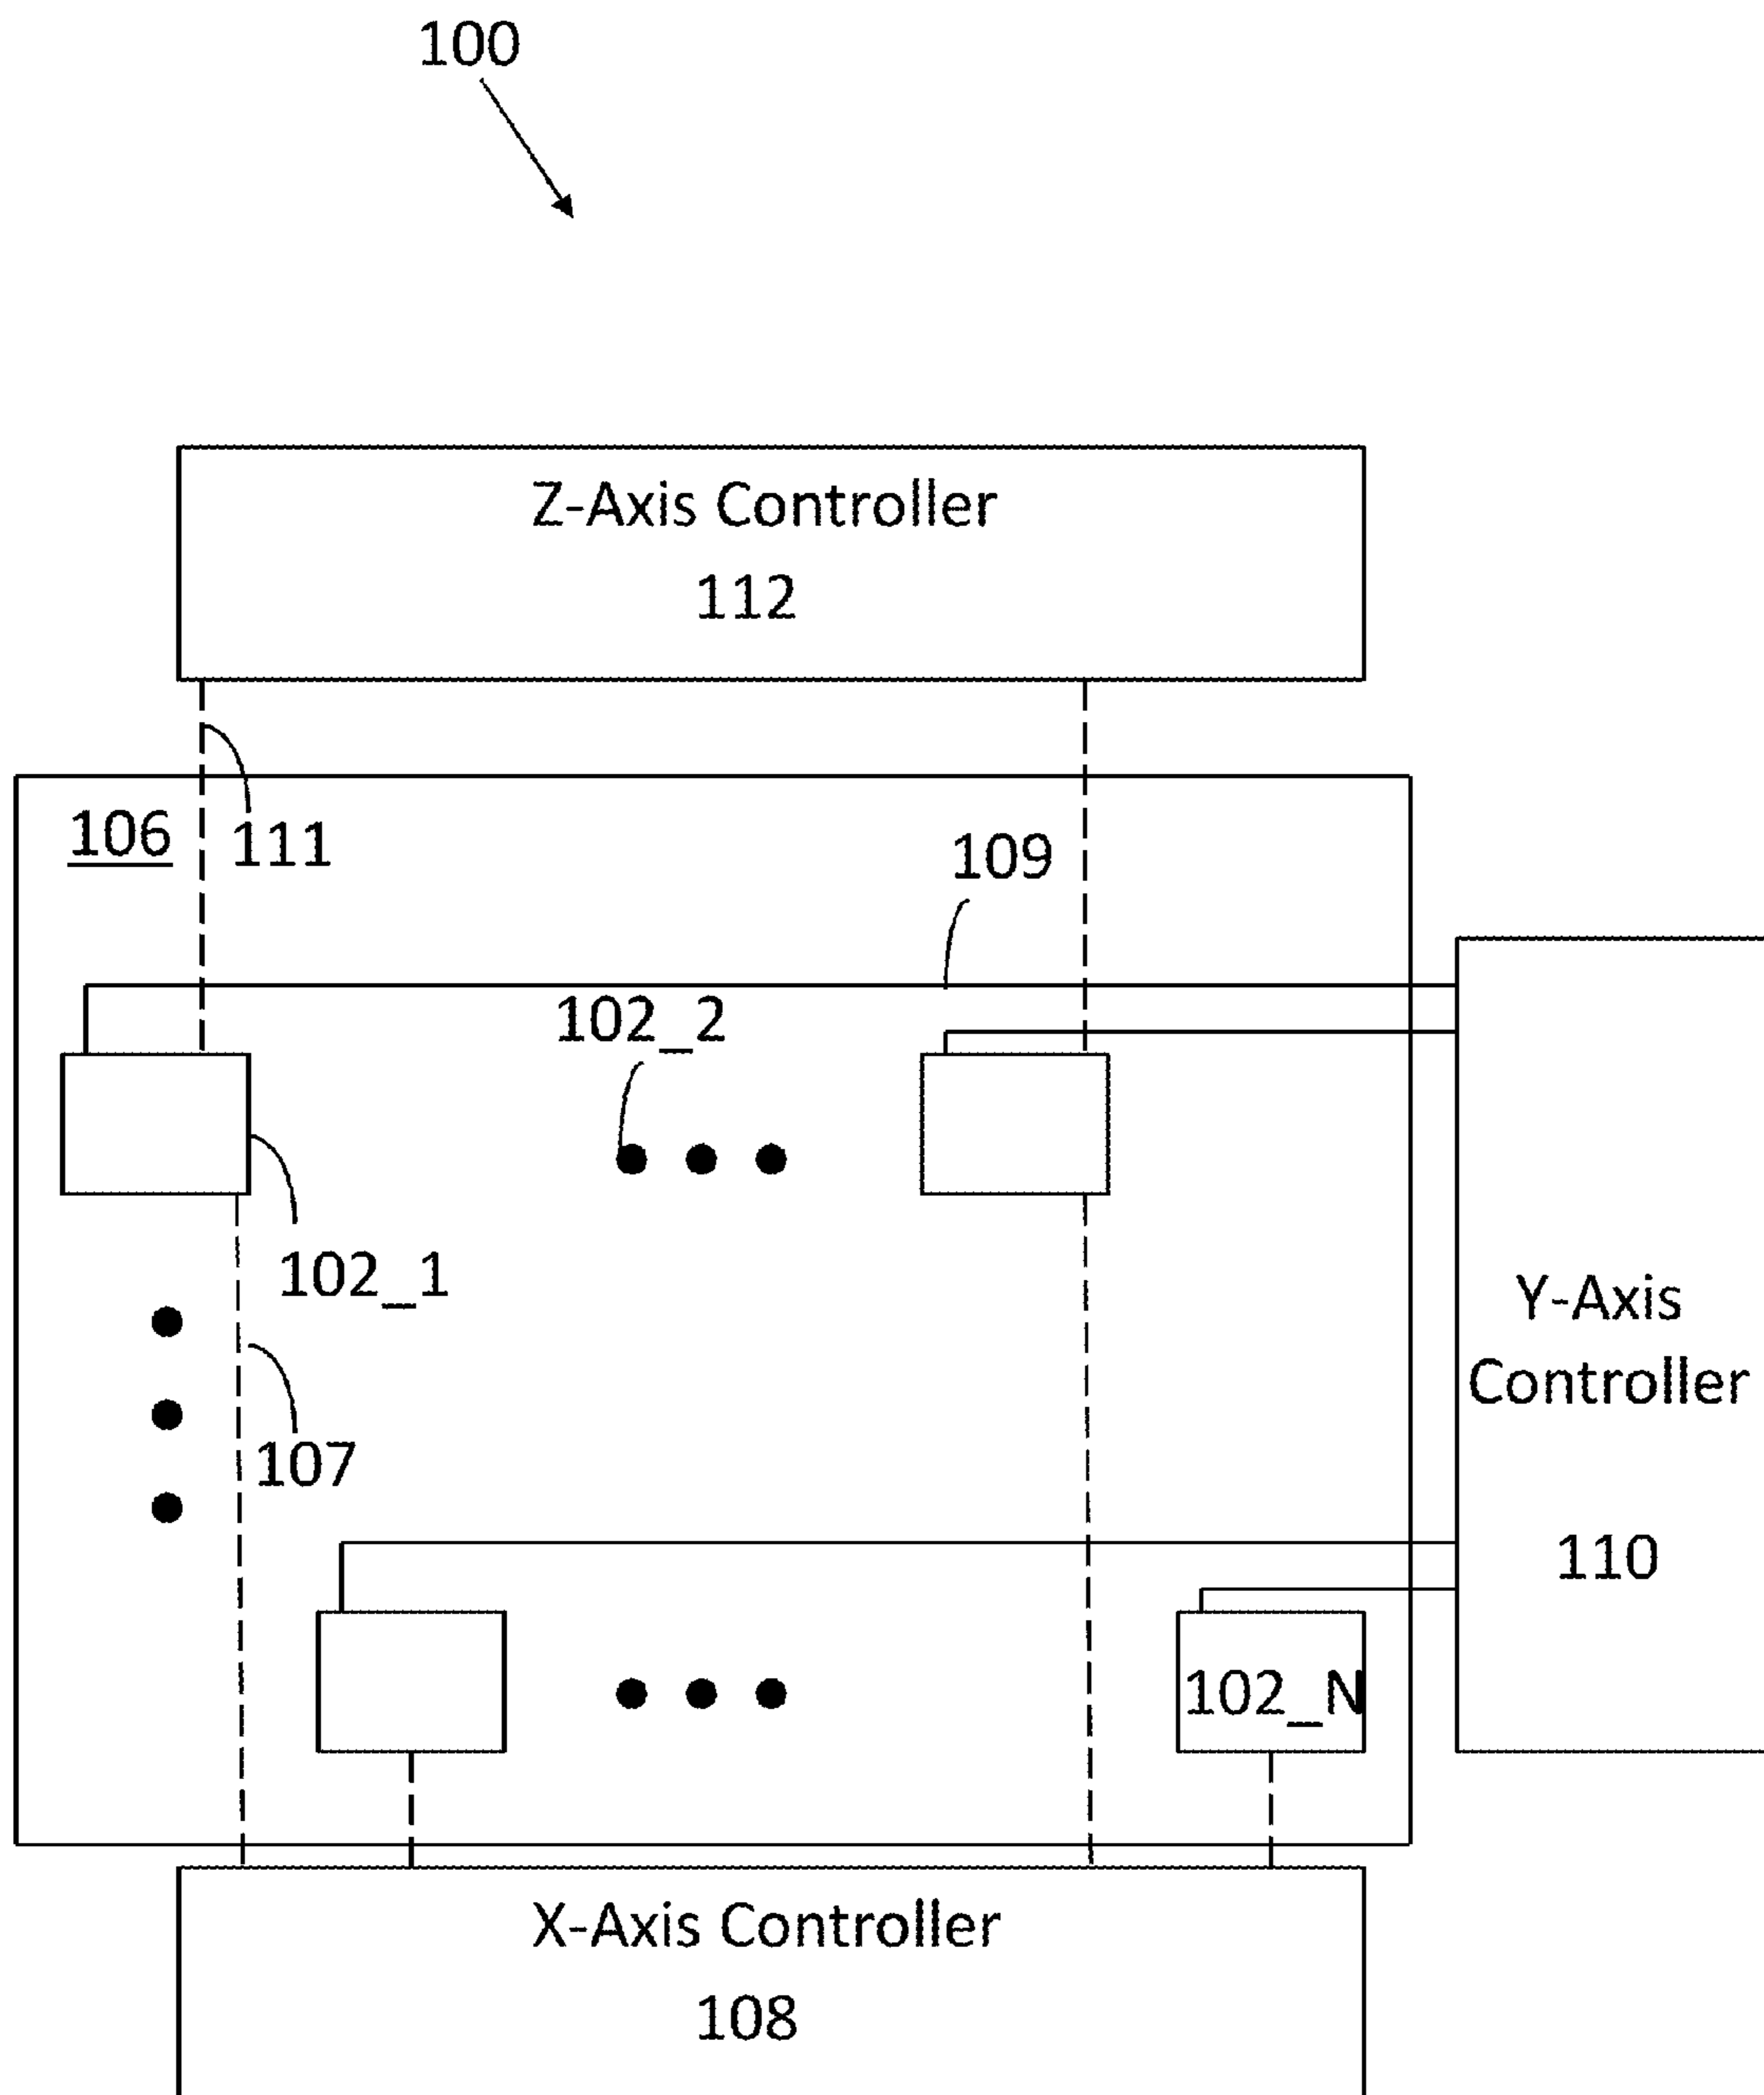 100
Z-Axis Controller
112
106
111
109
102_2
102_1
Y-Axis
Controller
107
110
102_N
X-Axis Controller
108